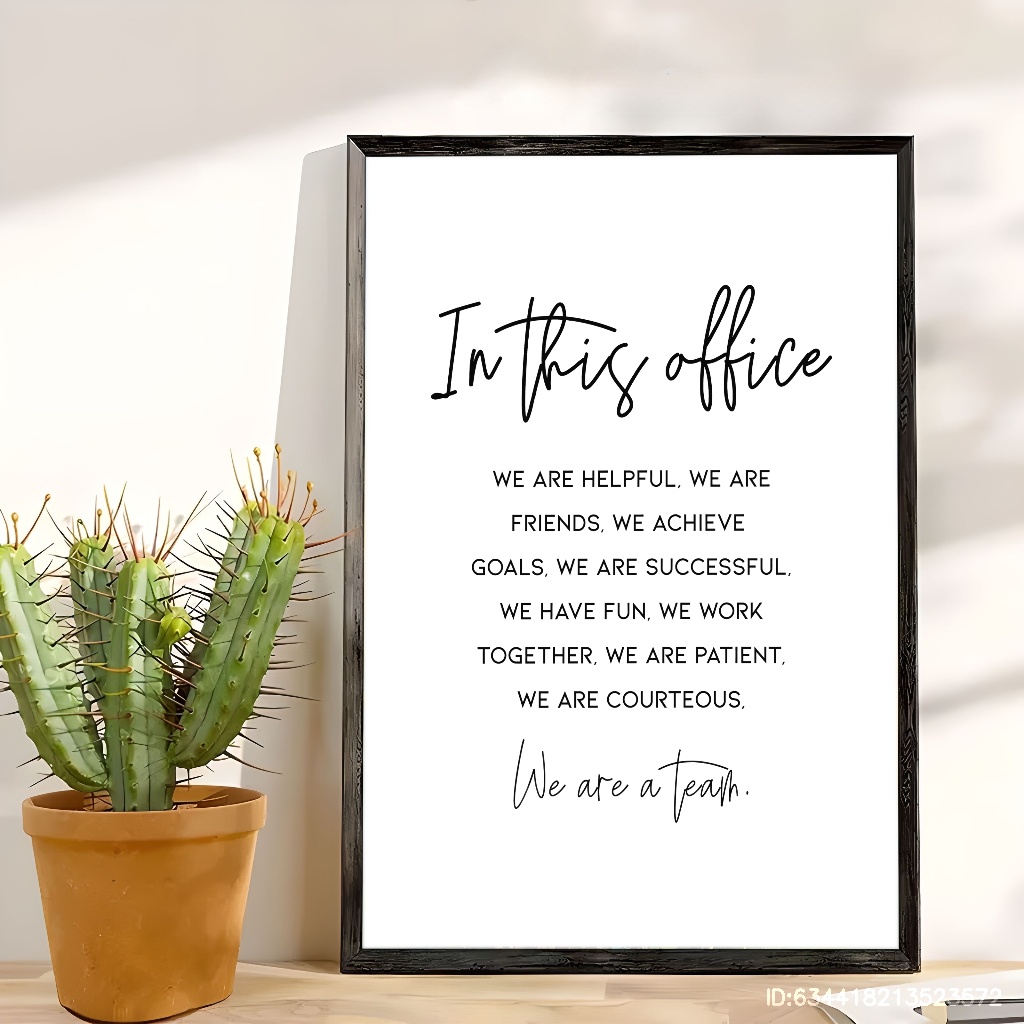 In this office
WE ARE HELPFUL, WE ARE
FRIENDS, WE ACHIEVE
GOALS, WE ARE SUCCESSFUL,
WE HAVE FUN, WE WORK
TOGETHER, WE ARE PATIENT,
WE ARE COURTEOUS,
We are a team.
ID:634418213523572